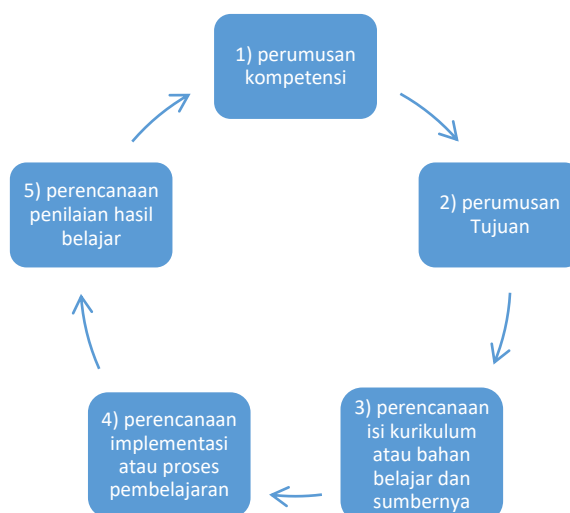 1) perumusan
kompetensi
2) perumusan
Tujuan
3) perencanaan
isi kurikulum
atau bahan
belajar dan
sumbernya
4) perencanaan
implementasi
atau proses
pembelajaran
5) perencanaan
penilaian hasil
belajar